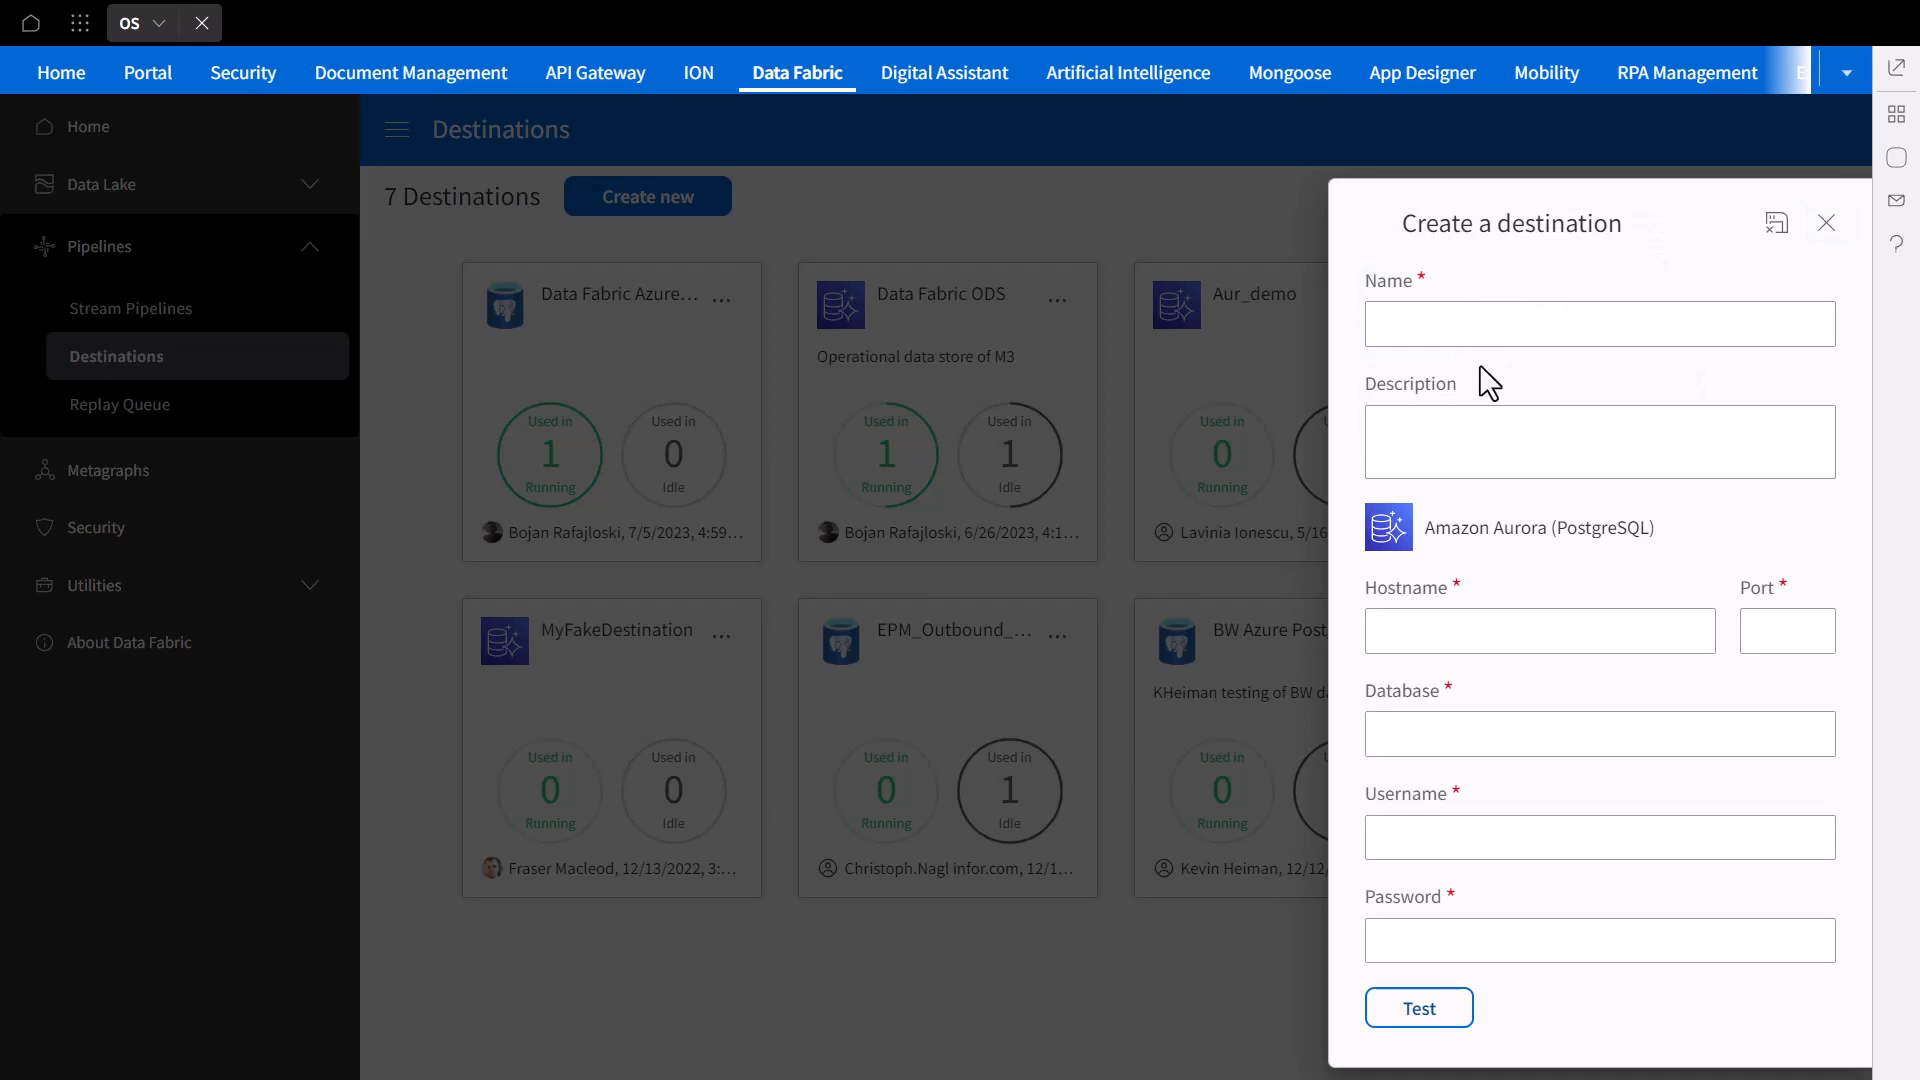 OS
Home
Portal
Security
Document Management
API Gateway
ION
Data Fabric
Digital Assistant
Artificial Intelligence
Mongoose
App Designer
Mobility
RPA Management
Home
Data Lake
Pipelines
Stream Pipelines
Destinations
Replay Queue
Metagraphs
Security
Utilities
About Data Fabric
Destinations
7 Destinations
Create new
Data Fabric Azure...
Used in
1
Running
Used in
0
Idle
Bojan Rafajloski, 7/5/2023, 4:59...
Data Fabric ODS
Operational data store of M3
Used in
1
Running
Used in
1
Idle
Bojan Rafajloski, 6/26/2023, 4:1...
Aur_demo
Used in
0
Running
Lavinia Ionescu, 5/16
MyFakeDestination
Used in
0
Running
Used in
0
Idle
Fraser Macleod, 12/13/2022, 3:...
EPM_Outbound_...
Used in
0
Running
Used in
1
Idle
Christoph.Nagl infor.com, 12/1...
BW Azure Post
KHeiman testing of BW da
Used in
0
Running
Kevin Heiman, 12/12/
Create a destination
Name *
Description
Amazon Aurora (PostgreSQL)
Hostname *
Port *
Database *
Username *
Password *
Test